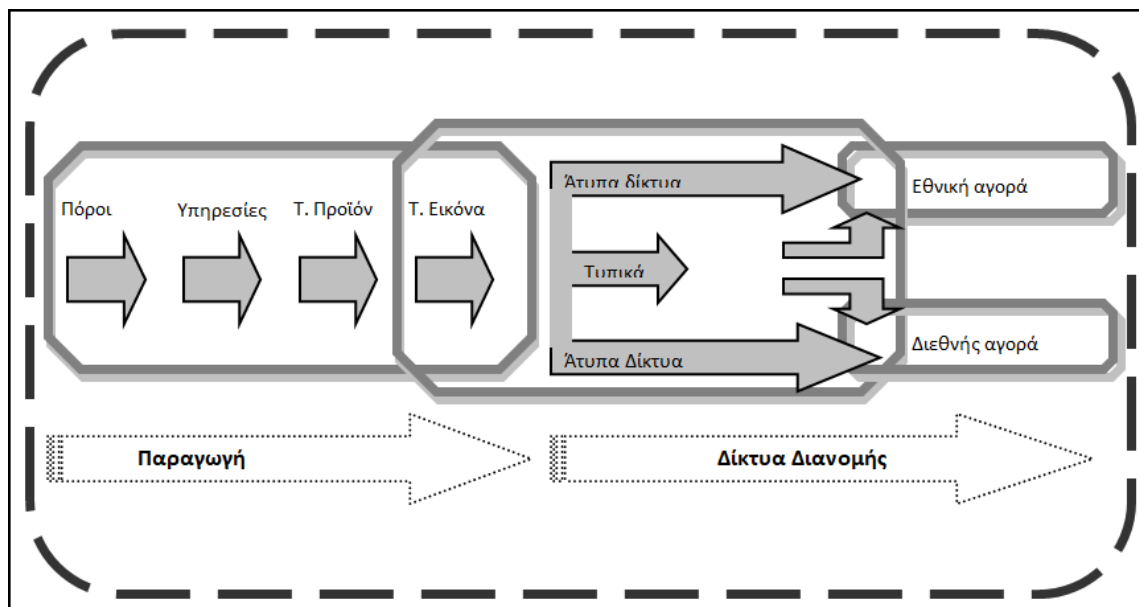 Άτυπα δίκτυα
Εθνική αγορά
Πόροι
Υπηρεσίες
Τ. Προϊόν
Τ. Εικόνα
Τυπικά
Άτυπα Δίκτυα
Διεθνής αγορά
Παραγωγή
Δίκτυα Διανομής